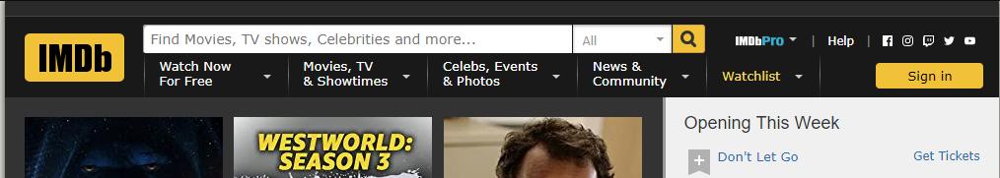 IMDb
Find Movies, TV shows, Celebrities and more...
All
IMDbPro
|
Help
|
Watch Now
For Free
Movies, TV
& Showtimes
Celebs, Events
& Photos
News &
Community
Watchlist
Sign in
WESTWORLD:
SEASON 3
Opening This Week
Don't Let Go
Get Tickets